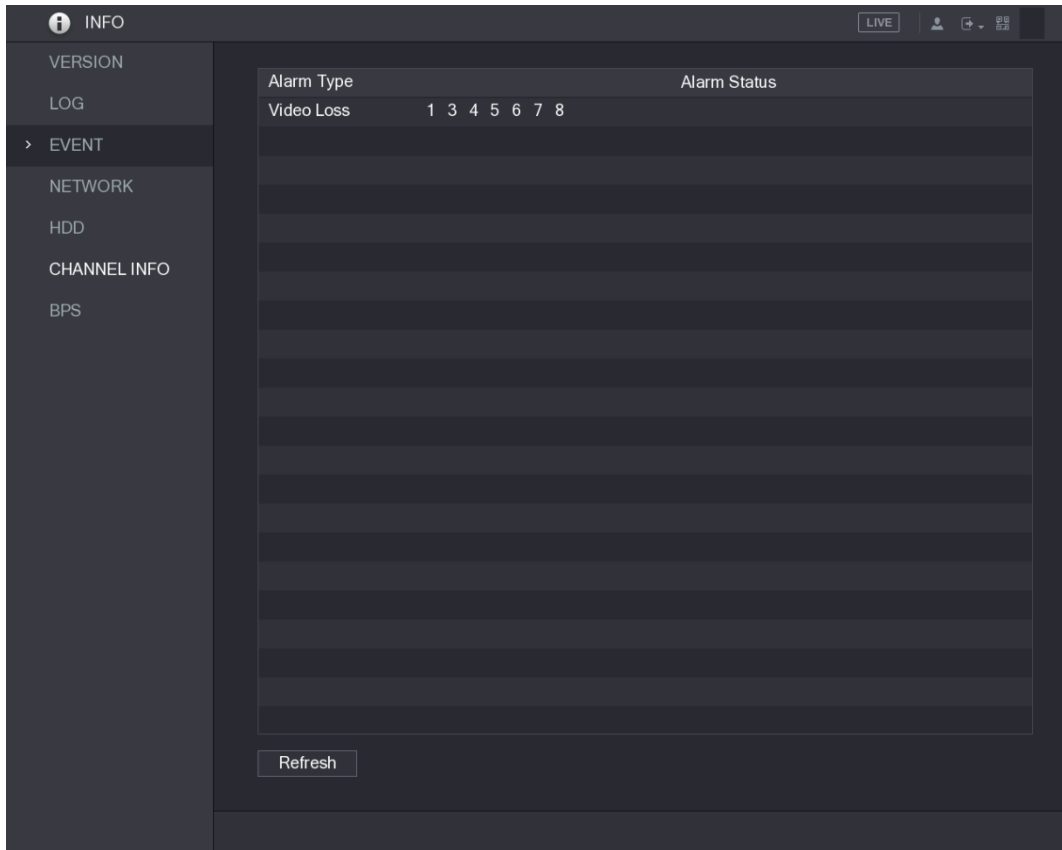 INFO
LIVE
VERSION
LOG
EVENT
NETWORK
HDD
CHANNEL INFO
BPS
Alarm Type Alarm Status
Video Loss 1 3 4 5 6 7 8
Refresh